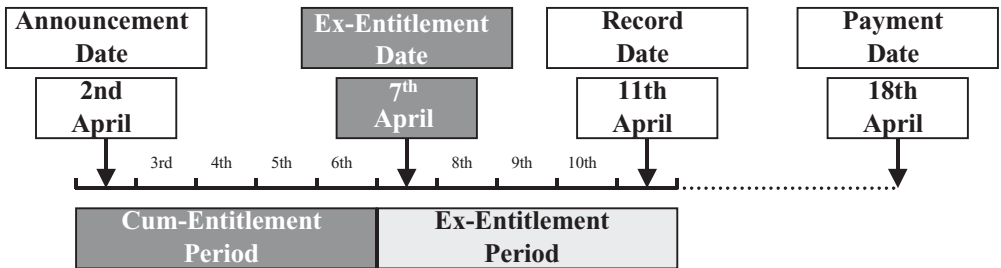 Announcement
Date
Ex-Entitlement
Date
Record
Date
Payment
Date
2nd
April
7th
April
11th
April
18th
April
3rd
4th
5th
6th
8th
9th
10th
Cum-Entitlement
Period
Ex-Entitlement
Period